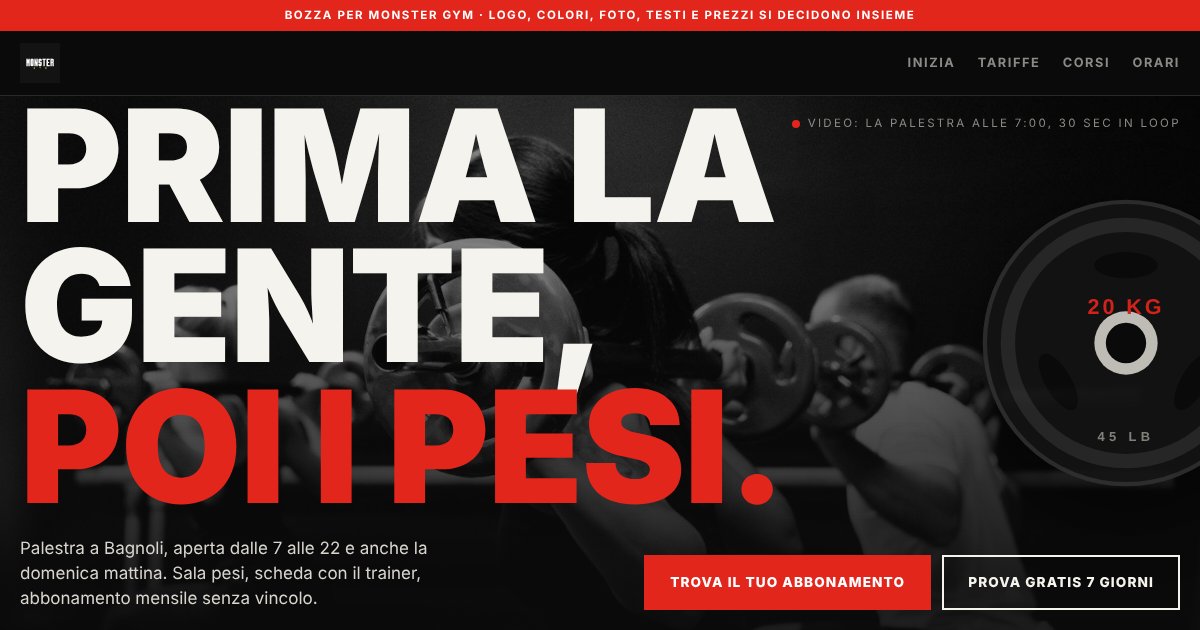 BOZZA PER MONSTER GYM · LOGO, COLORI, FOTO, TESTI E PREZZI SI DECIDONO INSIEME
MONSTER
INIZIA TARIFFE CORSI ORARI
VIDEO: LA PALESTRA ALLE 7:00, 30 SEC IN LOOP
PRIMA LA
GENTE,
POI I PESI.
20 KG
45 LB
Palestra a Bagnoli, aperta dalle 7 alle 22 e anche la
domenica mattina. Sala pesi, scheda con il trainer,
abbonamento mensile senza vincolo.
TROVA IL TUO ABBONAMENTO
PROVA GRATIS 7 GIORNI